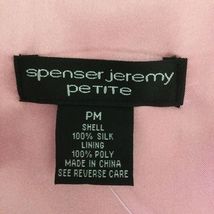 spenser jeremy
petite
PM
SHELL
100% SILK
LINING
100% POLY
MADE IN CHINA
SEE REVERSE CARE